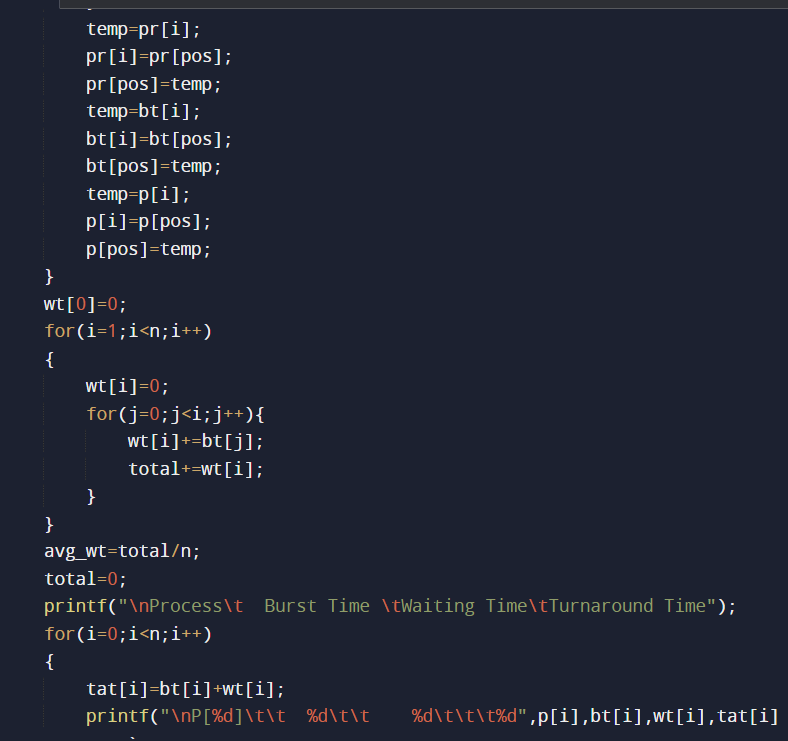 temp=pr[i];
pr[i]=pr[pos];
pr[pos]=temp;
temp=bt[i];
bt[i]=bt[pos];
bt[pos]=temp;
temp=p[i];
p[i]=p[pos];
p[pos]=temp;
}
wt[0]=0;
for(i=1;i<n;i++)
{
wt[i]=0;
for(j=0;j<i;j++){
wt[i]+=bt[j];
total+=wt[i];
}
}
avg_wt=total/n;
total=0;
printf("\nProcess\t  Burst Time \tWaiting Time\tTurnaround Time");
for(i=0;i<n;i++)
{
tat[i]=bt[i]+wt[i];
printf("\nP[%d]\t\t  %d\t\t    %d\t\t\t%d",p[i],bt[i],wt[i],tat[i]